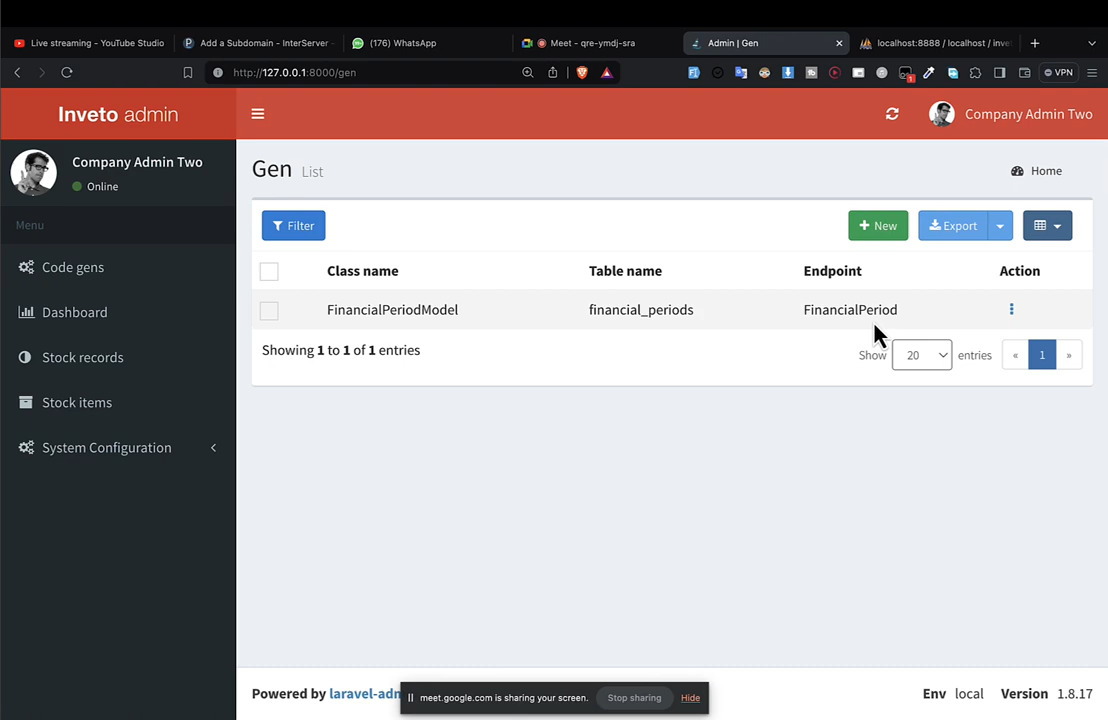 Live streaming - YouTube Studio
Add a Subdomain - InterServer
(176) WhatsApp
Meet - qre-ymdj-sra
Admin | Gen
localhost:8888 / localhost / inve
http://127.0.0.1:8000/gen
VPN
Inveto admin
Company Admin Two
Company Admin Two
Online
Menu
Code gens
Dashboard
Stock records
Stock items
System Configuration
Gen List
Home
Filter
New
Export
Class name Table name Endpoint Action
FinancialPeriodModel financial_periods FinancialPeriod
Showing 1 to 1 of 1 entries
Show 20 entries « 1 »
Powered by laravel-adm
meet.google.com is sharing your screen. Stop sharing Hide
Env local Version 1.8.17